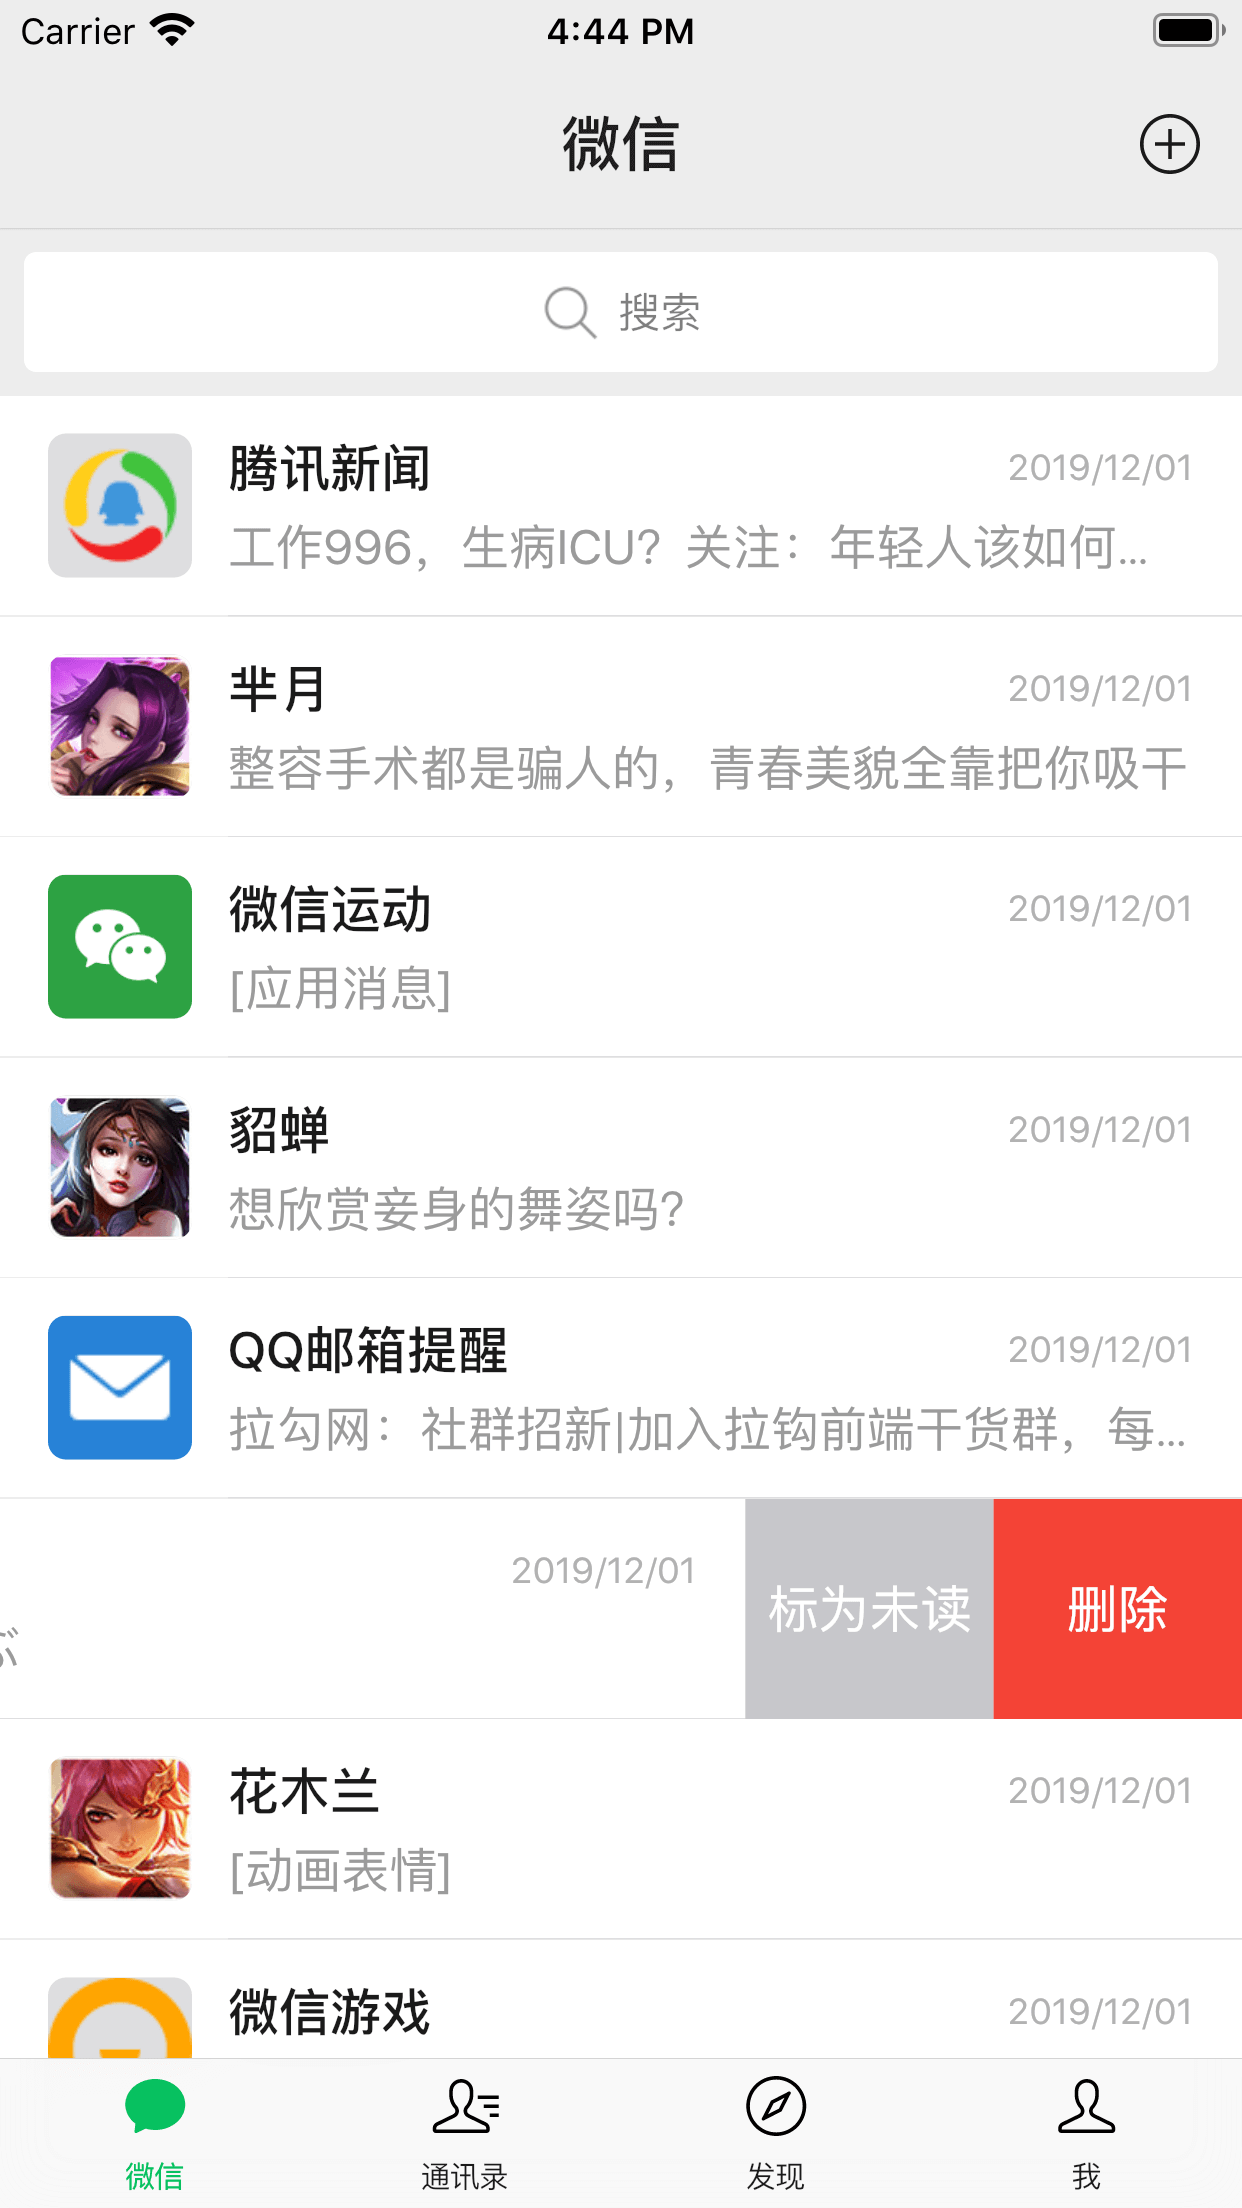 Carrier 4:44 PM
微信
搜索
腾讯新闻 2019/12/01
工作996，生病ICU？关注：年轻人该如何...
芈月 2019/12/01
整容手术都是骗人的，青春美貌全靠把你吸干
微信运动 2019/12/01
[应用消息]
貂蝉 2019/12/01
想欣赏妾身的舞姿吗?
QQ邮箱提醒 2019/12/01
拉勾网：社群招新|加入拉钩前端干货群，每...
2019/12/01 标为未读 删除
花木兰 2019/12/01
[动画表情]
微信游戏 2019/12/01
微信 通讯录 发现 我